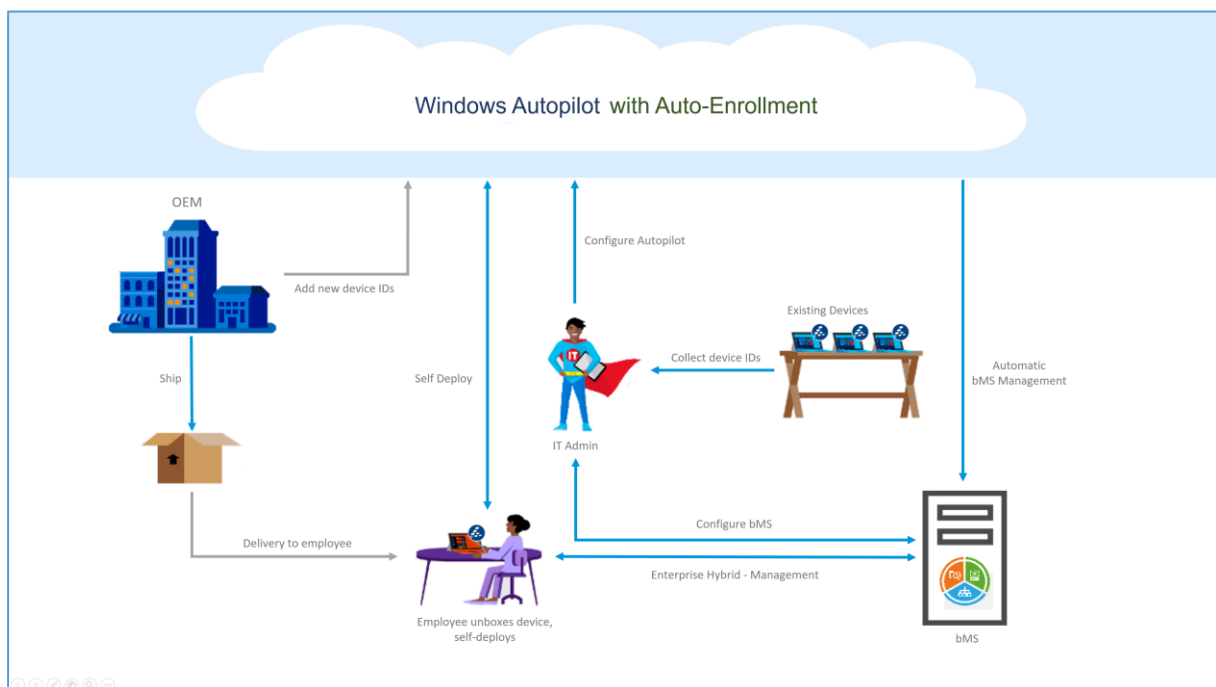 Windows Autopilot with Auto-Enrollment
OEM
Add new device IDs
Configure Autopilot
Existing Devices
Ship
Self Deploy
IT
Collect device IDs
Automatic
bMS Management
IT Admin
Delivery to employee
Configure bMS
Enterprise Hybrid - Management
Employee unboxes device,
self-deploys
bMS